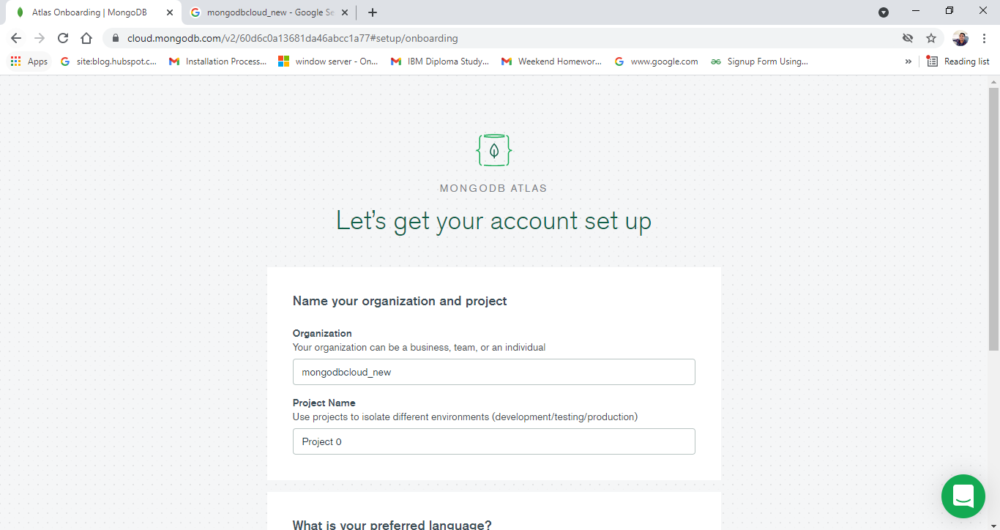 Atlas Onboarding | MongoDB
mongodbcloud_new - Google Se
cloud.mongodb.com/v2/60d6c0a13681da46abcc1a77#setup/onboarding
Apps
site:blog.hubspot.c...
Installation Process...
window server - On...
IBM Diploma Study...
Weekend Homewor...
www.google.com
Signup Form Using...
»
Reading list
MONGODB ATLAS
Let's get your account set up
Name your organization and project
Organization
Your organization can be a business, team, or an individual
mongodbcloud_new
Project Name
Use projects to isolate different environments (development/testing/production)
Project 0
What is your preferred language?